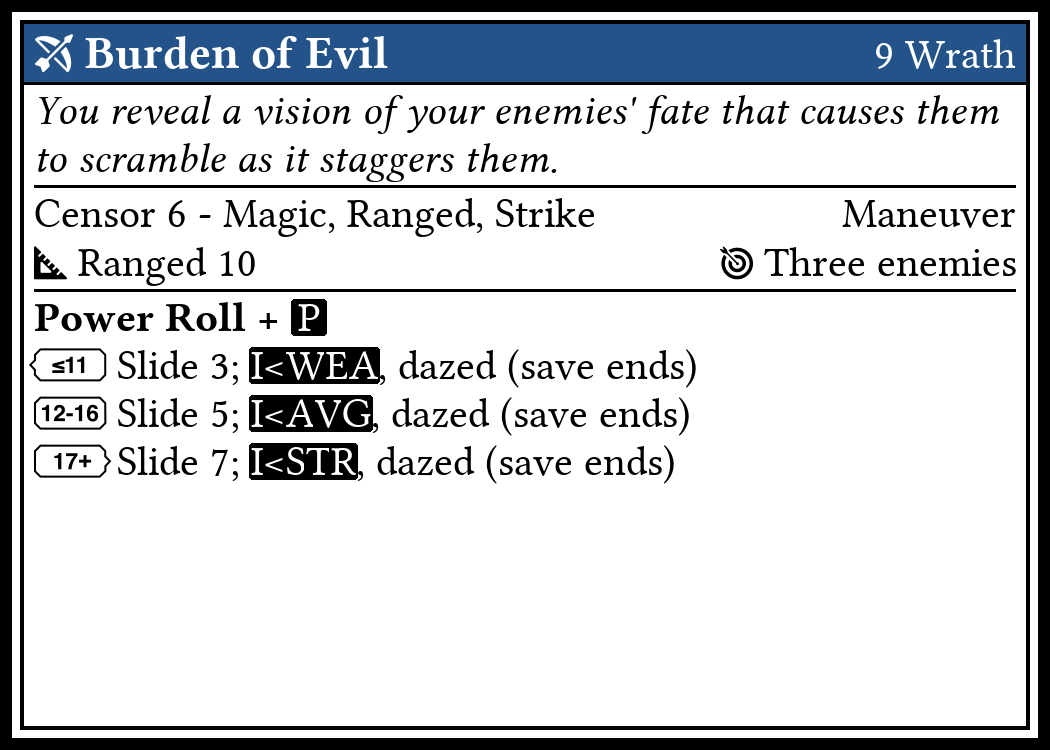 Burden of Evil 9 Wrath
You reveal a vision of your enemies' fate that causes them
to scramble as it staggers them.
Censor 6 - Magic, Ranged, Strike Maneuver
Ranged 10 Three enemies
Power Roll + P
≤11 Slide 3; I<WEA, dazed (save ends)
12-16 Slide 5; I<AVG, dazed (save ends)
17+ Slide 7; I<STR, dazed (save ends)